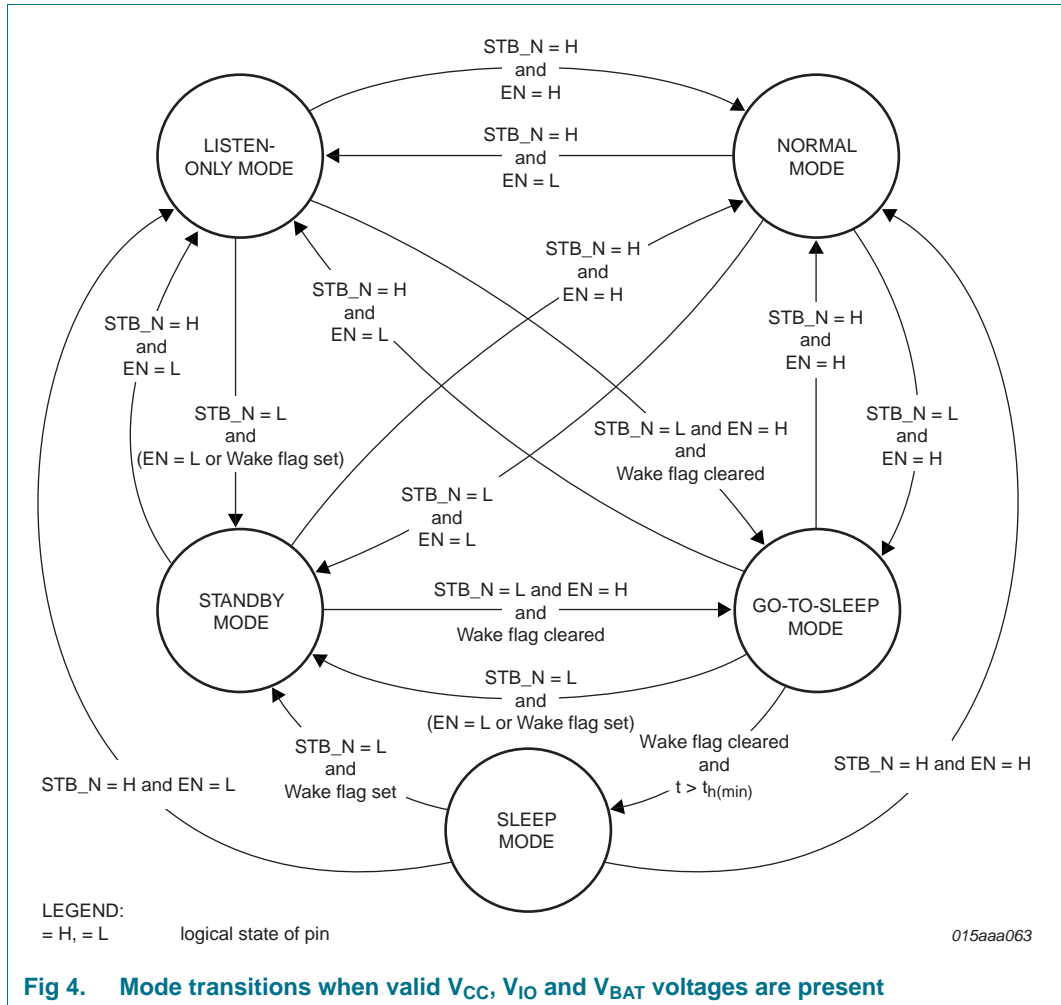 STB_N = H
and
EN = H
LISTEN-
ONLY MODE
STB_N = H
and
EN = L
NORMAL
MODE
STB_N = H
and
EN = H
STB_N = H
and
EN = L
STB_N = H
and
EN = L
STB_N = H
and
EN = H
STB_N = L
and
(EN = L or Wake flag set)
STB_N = L and EN = H
and
Wake flag cleared
STB_N = L
and
EN = H
STB_N = L
and
EN = L
STANDBY
MODE
STB_N = L and EN = H
and
Wake flag cleared
GO-TO-SLEEP
MODE
STB_N = L
and
(EN = L or Wake flag set)
STB_N = L
and
Wake flag set
Wake flag cleared
and
t > th(min)
STB_N = H and EN = L
STB_N = H and EN = H
SLEEP
MODE
LEGEND:
= H, = L logical state of pin
015aaa063
Fig 4. Mode transitions when valid VCC, VIO and VBAT voltages are present